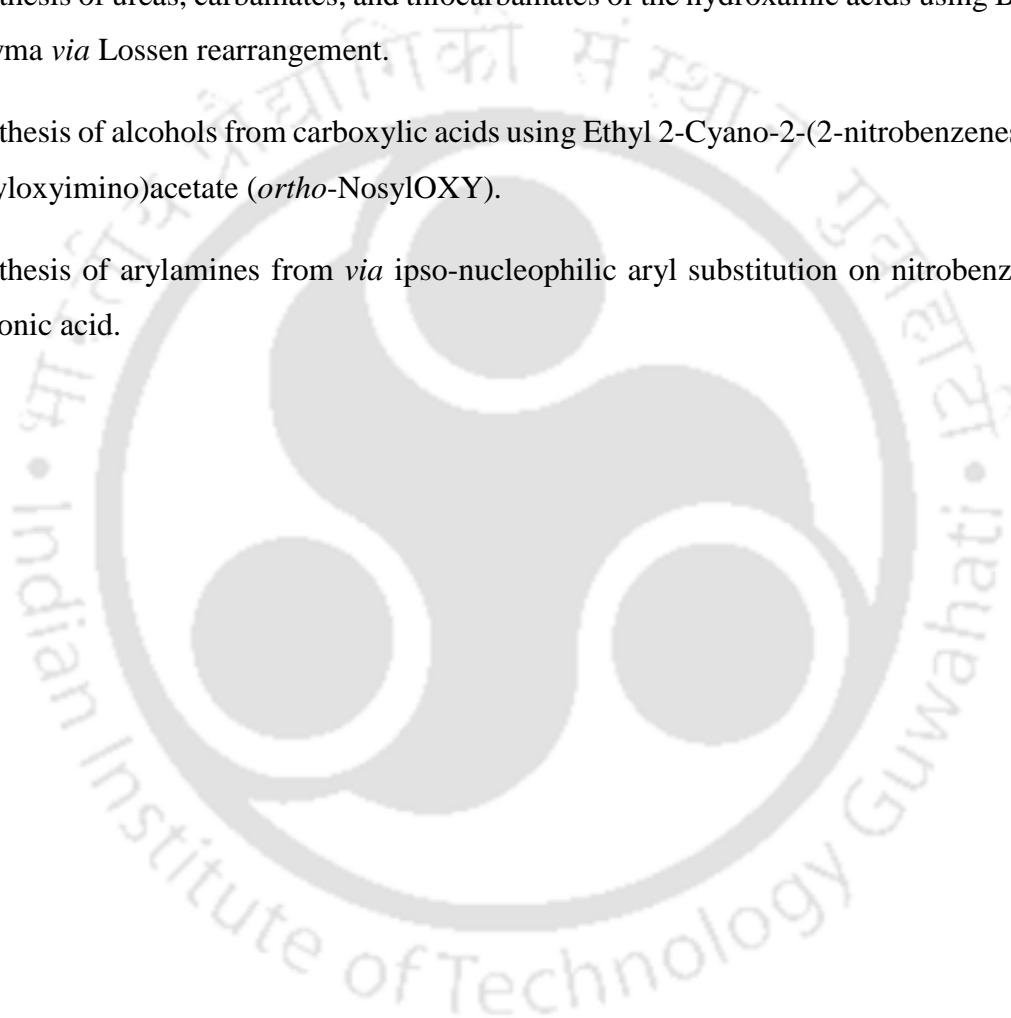 thesis of ureas, carbamates, and thiocarbamates of the hydroxamic acids using
yma via Lossen rearrangement.
thesis of alcohols from carboxylic acids using Ethyl 2-Cyano-2-(2-nitrobenzenes
yloxyimino)acetate (ortho-NosylOXY).
thesis of arylamines from via ipso-nucleophilic aryl substitution on nitrobenz
onic acid.
Indian Institute of Technology Guwahati